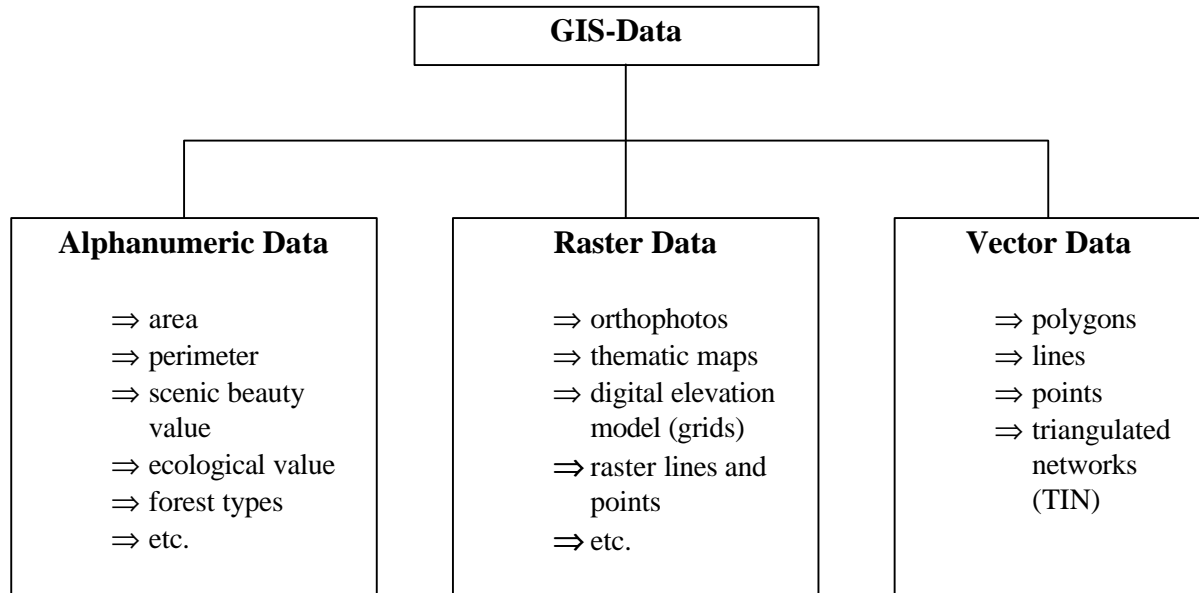 GIS-Data
Alphanumeric Data
⇒ area
⇒ perimeter
⇒ scenic beauty
value
⇒ ecological value
⇒ forest types
⇒ etc.
Raster Data
⇒ orthophotos
⇒ thematic maps
⇒ digital elevation
model (grids)
⇒ raster lines and
points
⇒ etc.
Vector Data
⇒ polygons
⇒ lines
⇒ points
⇒ triangulated
networks
(TIN)